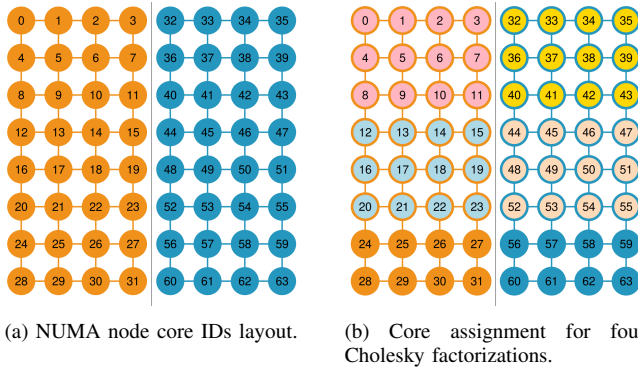 0 1 2 3 32 33 34 35
4 5 6 7 36 37 38 39
8 9 10 11 40 41 42 43
12 13 14 15 44 45 46 47
16 17 18 19 48 49 50 51
20 21 22 23 52 53 54 55
24 25 26 27 56 57 58 59
28 29 30 31 60 61 62 63
(a) NUMA node core IDs layout.
0 1 2 3 32 33 34 35
4 5 6 7 36 37 38 39
8 9 10 11 40 41 42 43
12 13 14 15 44 45 46 47
16 17 18 19 48 49 50 51
20 21 22 23 52 53 54 55
24 25 26 27 56 57 58 59
28 29 30 31 60 61 62 63
(b) Core assignment for fou
Cholesky factorizations.